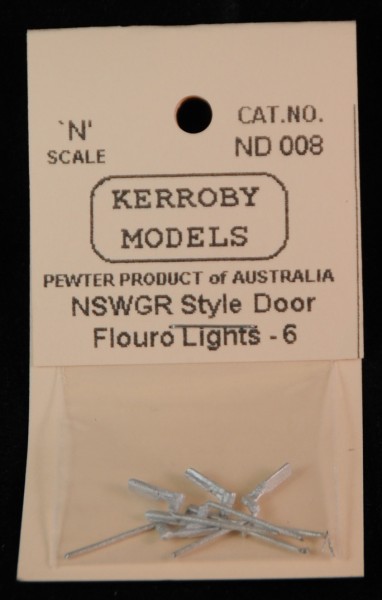 `N'
SCALE
CAT.NO.
ND 008
KERROBY
MODELS
PEWTER PRODUCT of AUSTRALIA
NSWGR Style Door
Flouro Lights - 6